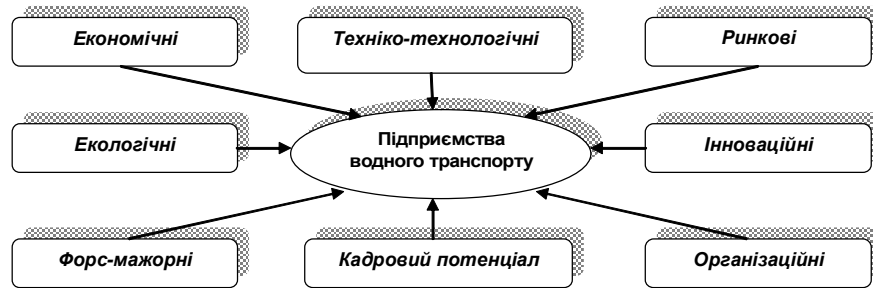 Економічні
Техніко-технологічні
Ринкові
Екологічні
Підприємства
водного транспорту
Інноваційні
Форс-мажорні
Кадровий потенціал
Організаційні